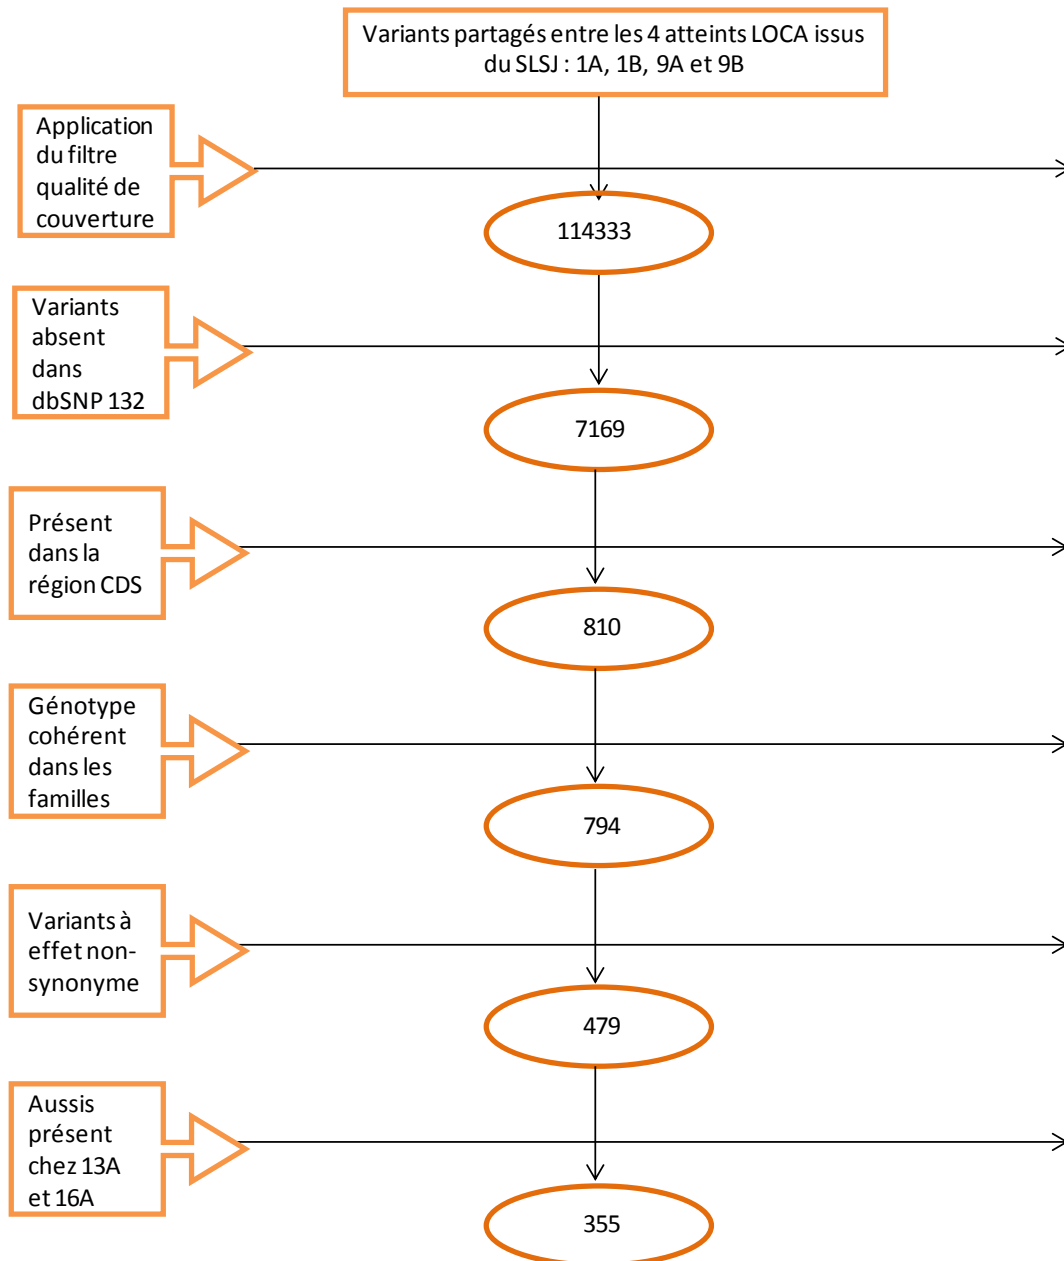 Variants partagés entre les 4 atteints LOCA issus
du SLSJ : 1A, 1B, 9A et 9B
Application
du filtre
qualité de
couverture
114333
Variants
absent
dans
dbSNP 132
7169
Présent
dans la
région CDS
810
Génotype
cohérent
dans les
familles
794
Variants à
effet non-
synonyme
479
Aussis
présent
chez 13A
et 16A
355